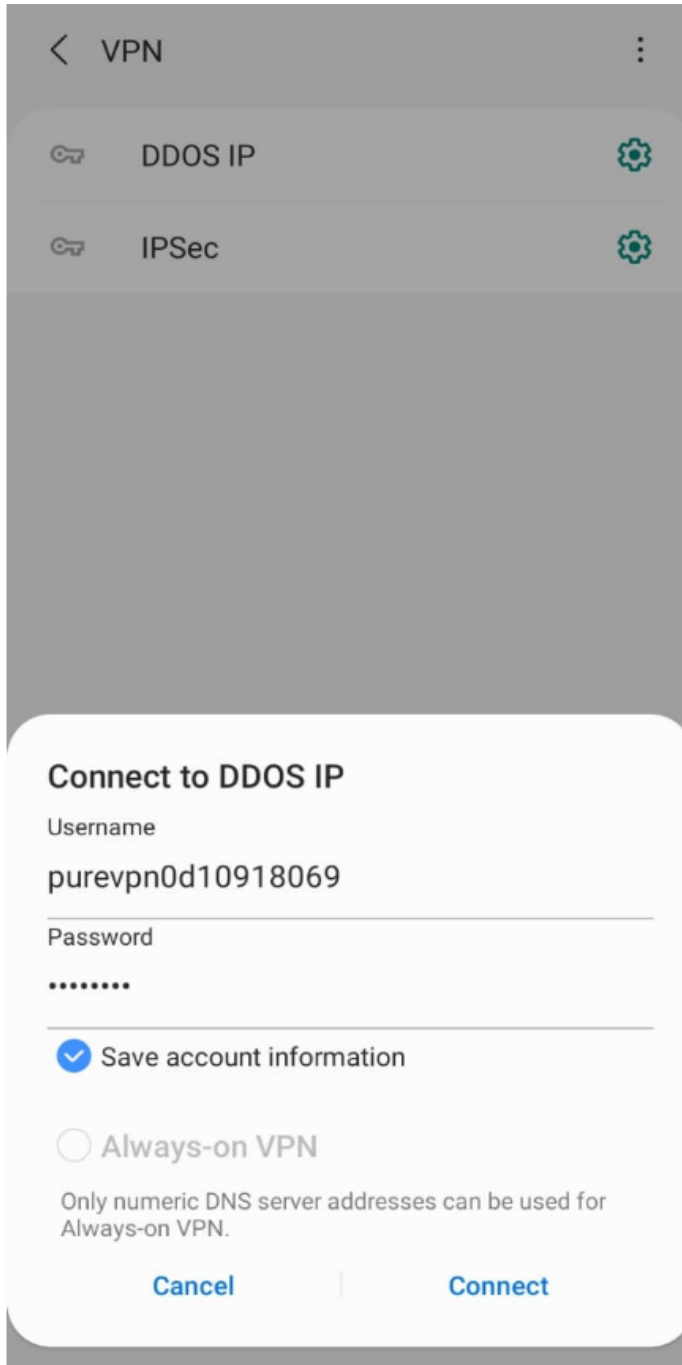 VPN
DDOS IP
IPSec
Connect to DDOS IP
Username
purevpn0d10918069
Password
••••••••
Save account information
Always-on VPN
Only numeric DNS server addresses can be used for
Always-on VPN.
Cancel
Connect